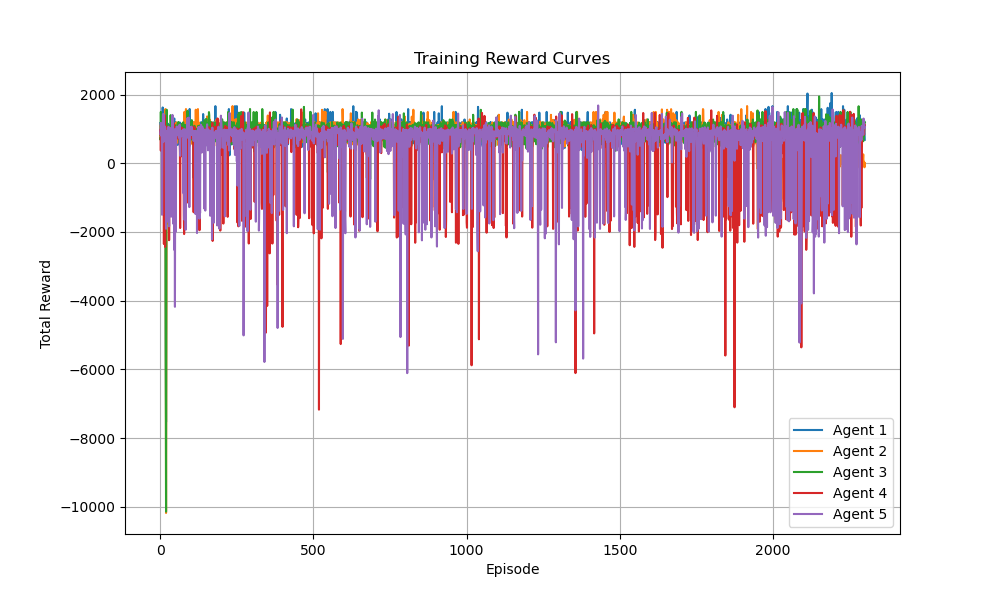 Training Reward Curves
Total Reward
2000
0
−2000
−4000
−6000
−8000
−10000
0 500 1000 1500 2000
Episode
Agent 1
Agent 2
Agent 3
Agent 4
Agent 5